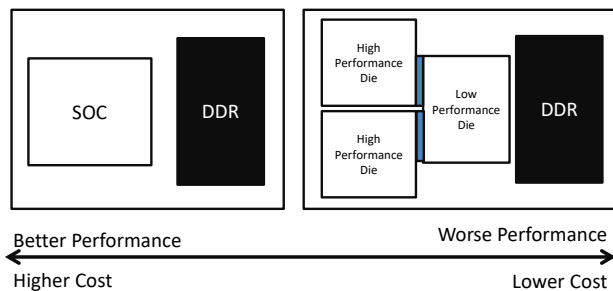 SOC
DDR
High
Performance
Die
High
Performance
Die
Low
Performance
Die
DDR
Better Performance
Worse Performance
Higher Cost
Lower Cost